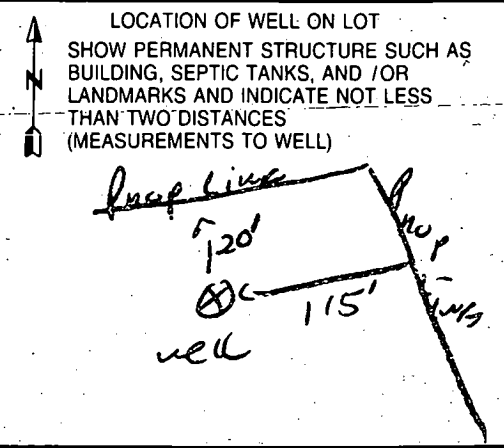 LOCATION OF WELL ON LOT
SHOW PERMANENT STRUCTURE SUCH AS
N BUILDING, SEPTIC TANKS, AND / OR
LANDMARKS AND INDICATE NOT LESS
THAN TWO DISTANCES
(MEASUREMENTS TO WELL)
Prop Line
Prop
120'
115'
well